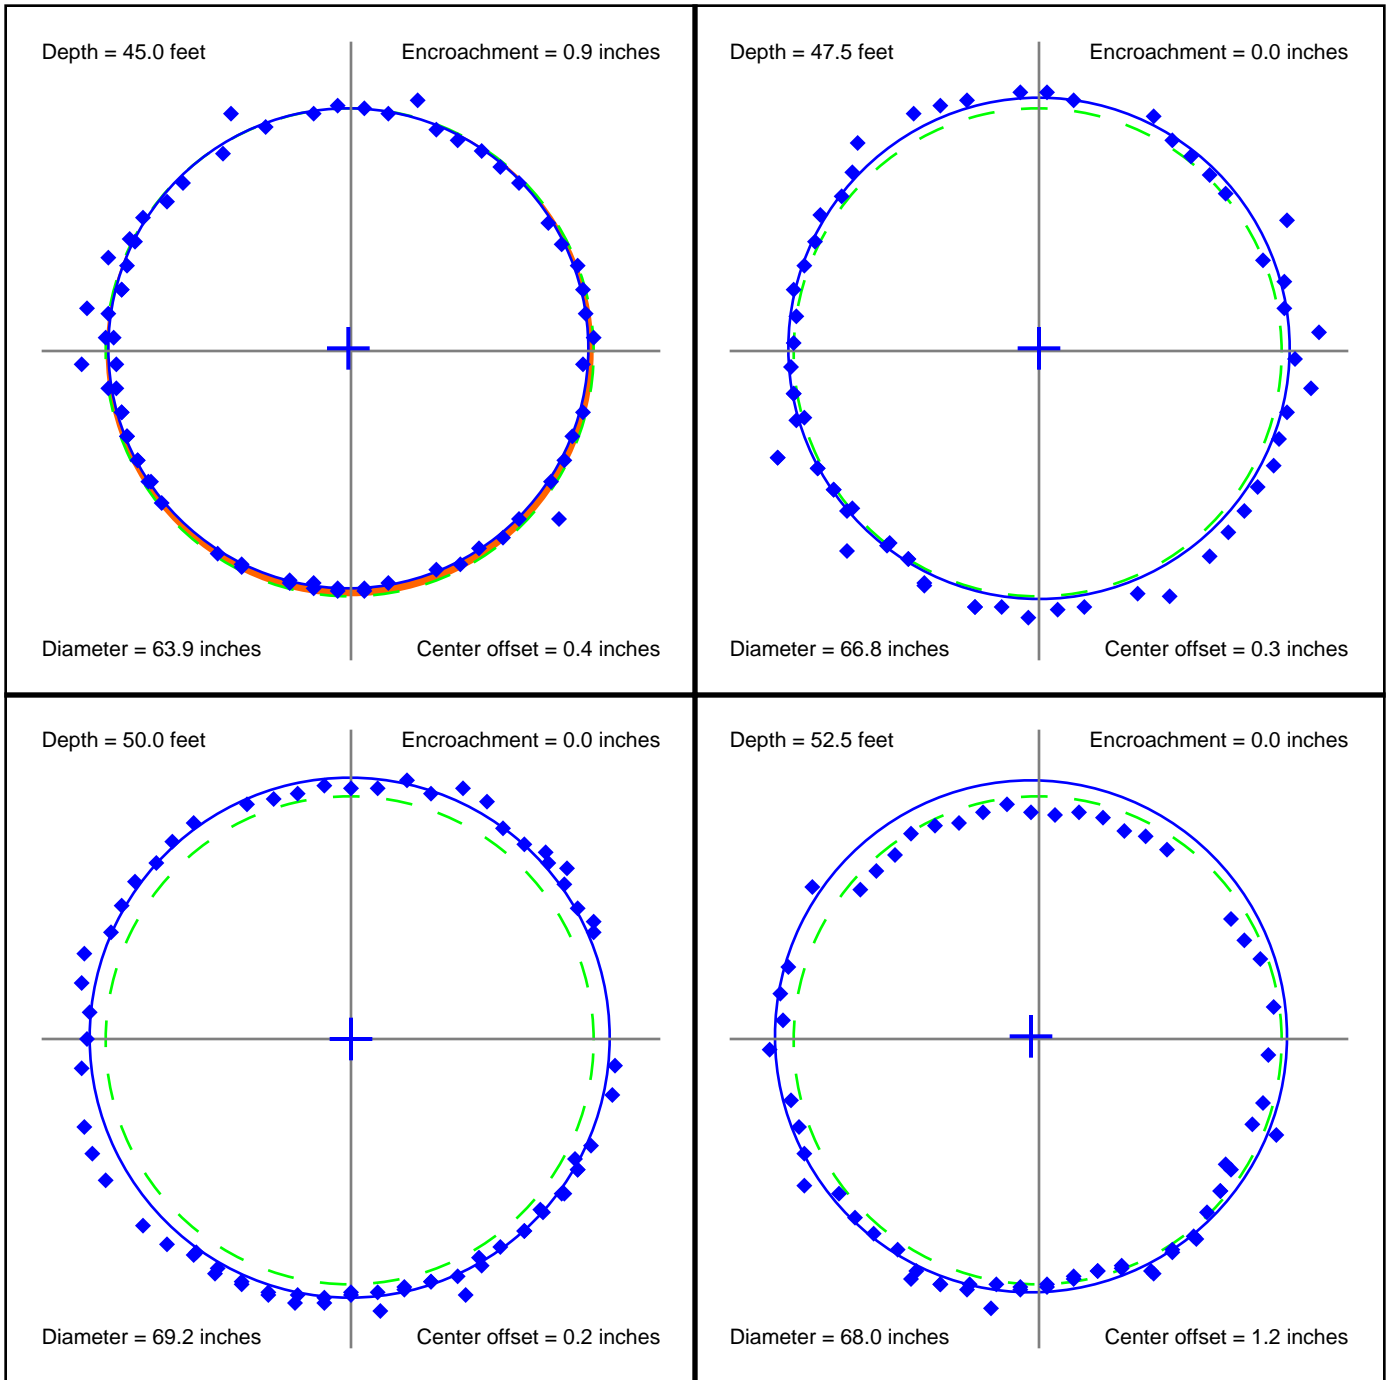 Depth = 45.0 feet
Encroachment = 0.9 inches
Diameter = 63.9 inches
Center offset = 0.4 inches
Depth = 47.5 feet
Encroachment = 0.0 inches
Diameter = 66.8 inches
Center offset = 0.3 inches
Depth = 50.0 feet
Encroachment = 0.0 inches
Diameter = 69.2 inches
Center offset = 0.2 inches
Depth = 52.5 feet
Encroachment = 0.0 inches
Diameter = 68.0 inches
Center offset = 1.2 inches